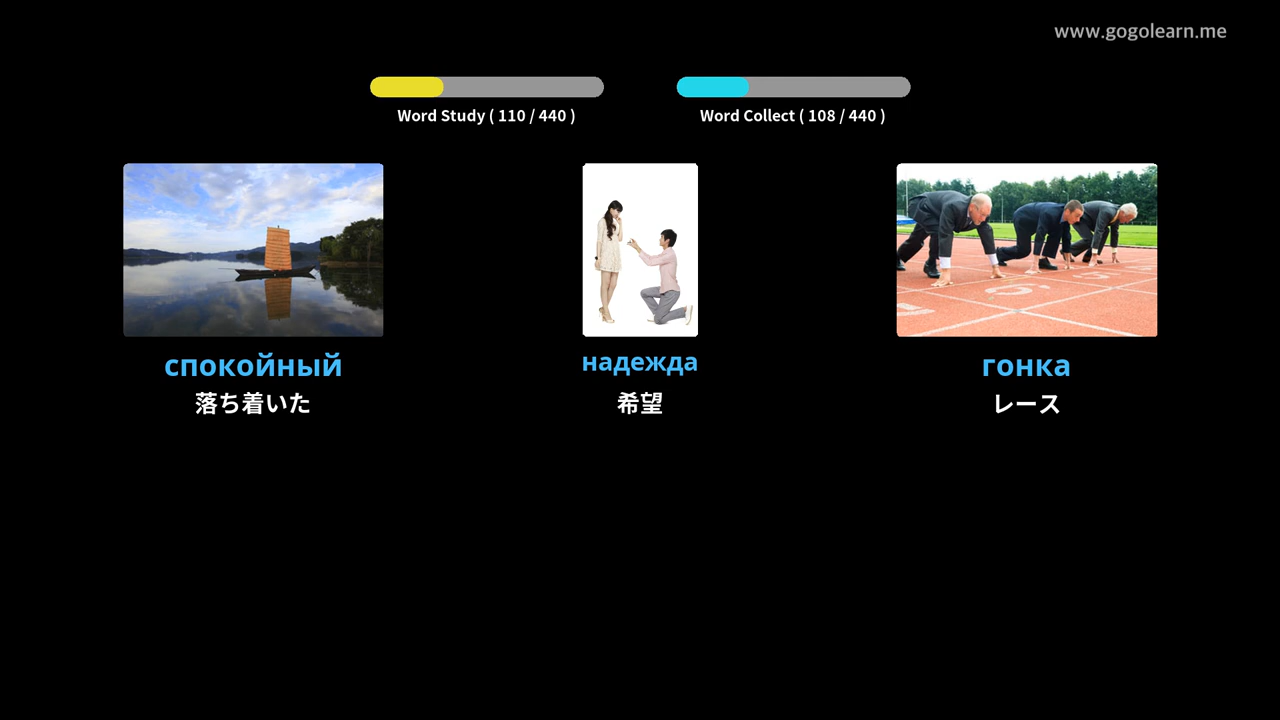 www.gogolearn.me
Word Study ( 110 / 440 )
Word Collect ( 108 / 440 )
спокойный
надежда
гонка
落ち着いた
希望
レース